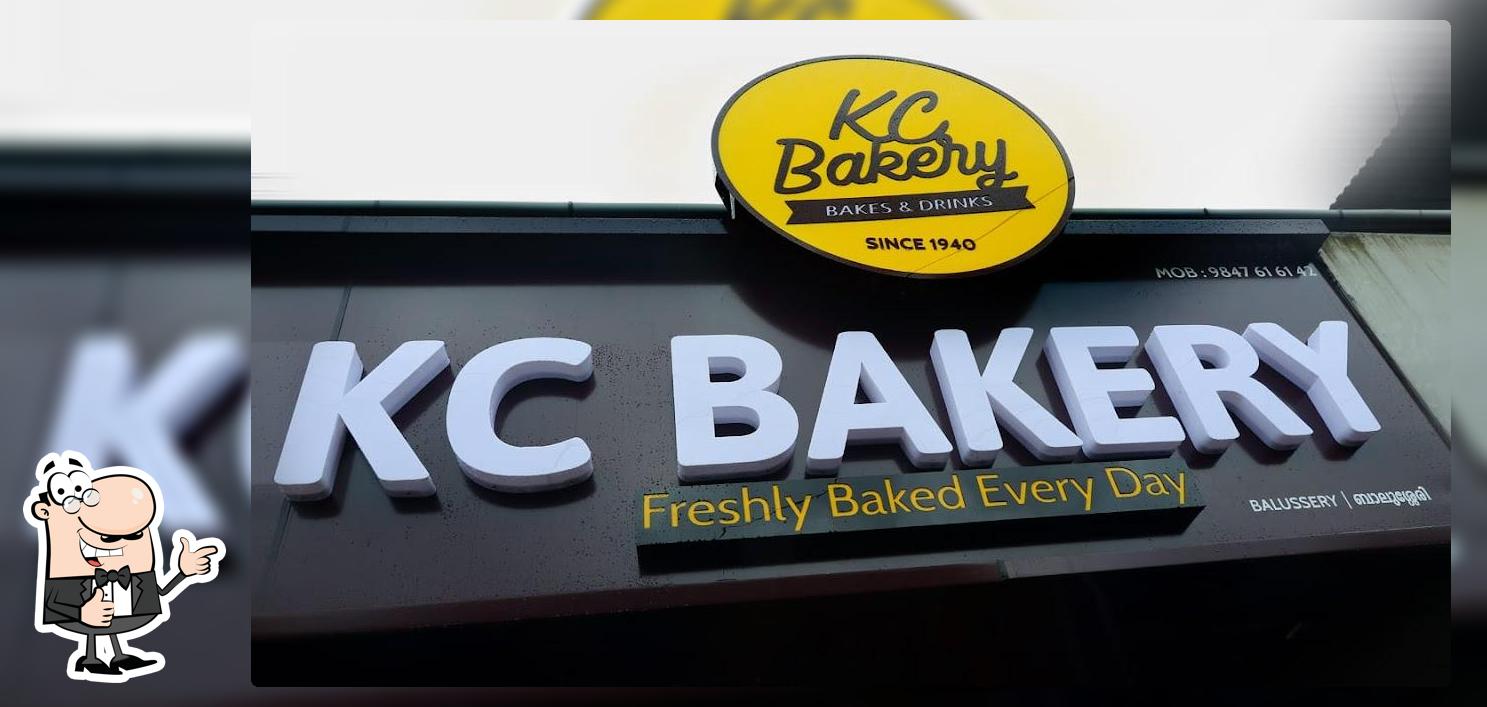 KC
Bakery
BAKES & DRINKS
SINCE 1940
MOB : 9847 61 61 42
KC BAKERY
Freshly Baked Every Day
BALUSSERY | ബാലുശ്ശേരി